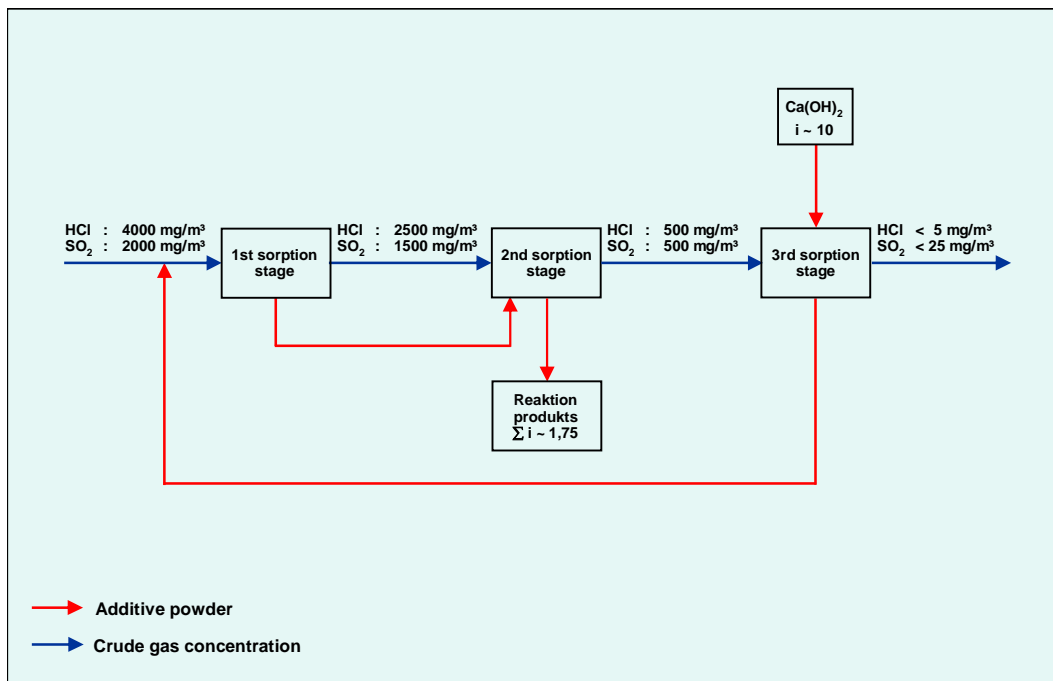 Ca(OH)₂
i ~ 10
HCl : 4000 mg/m³
SO₂ : 2000 mg/m³
HCl : 2500 mg/m³
SO₂ : 1500 mg/m³
HCl : 500 mg/m³
SO₂ : 500 mg/m³
HCl < 5 mg/m³
SO₂ < 25 mg/m³
1st sorption
stage
2nd sorption
stage
3rd sorption
stage
Reaktion
produkts
Σ i ~ 1,75
Additive powder
Crude gas concentration